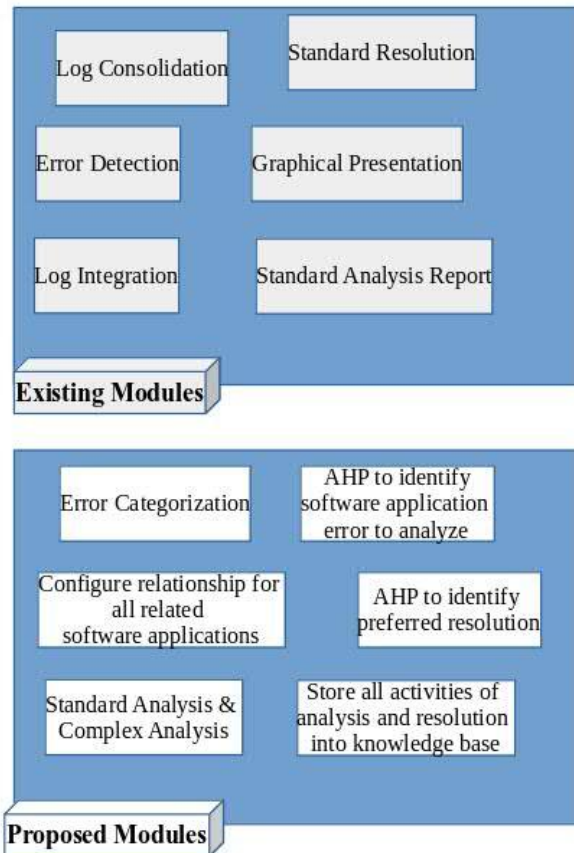 Log Consolidation
Standard Resolution
Error Detection
Graphical Presentation
Log Integration
Standard Analysis Report
Existing Modules
Error Categorization
AHP to identify
software application
error to analyze
Configure relationship for
all related
software applications
AHP to identify
preferred resolution
Standard Analysis &
Complex Analysis
Store all activities of
analysis and resolution
into knowledge base
Proposed Modules